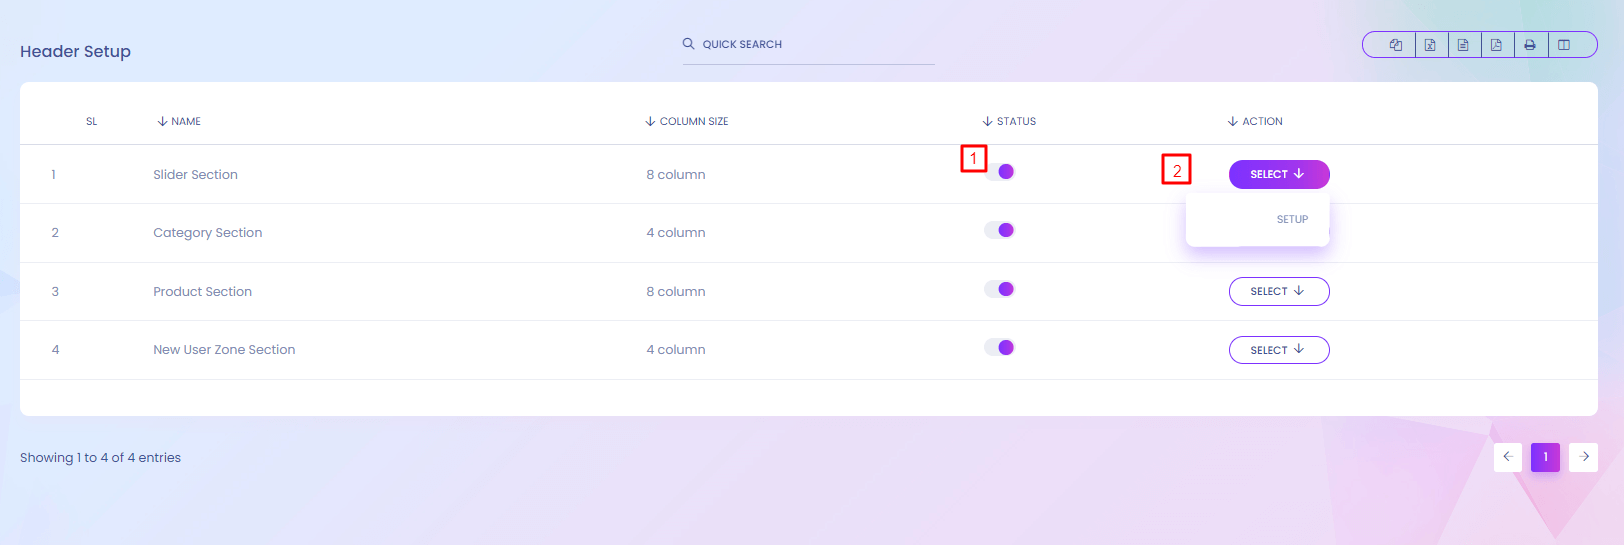 Header Setup
QUICK SEARCH
SL NAME COLUMN SIZE STATUS ACTION
1 Slider Section 8 column 1 2 SELECT
SETUP
2 Category Section 4 column
3 Product Section 8 column SELECT
4 New User Zone Section 4 column SELECT
Showing 1 to 4 of 4 entries
1